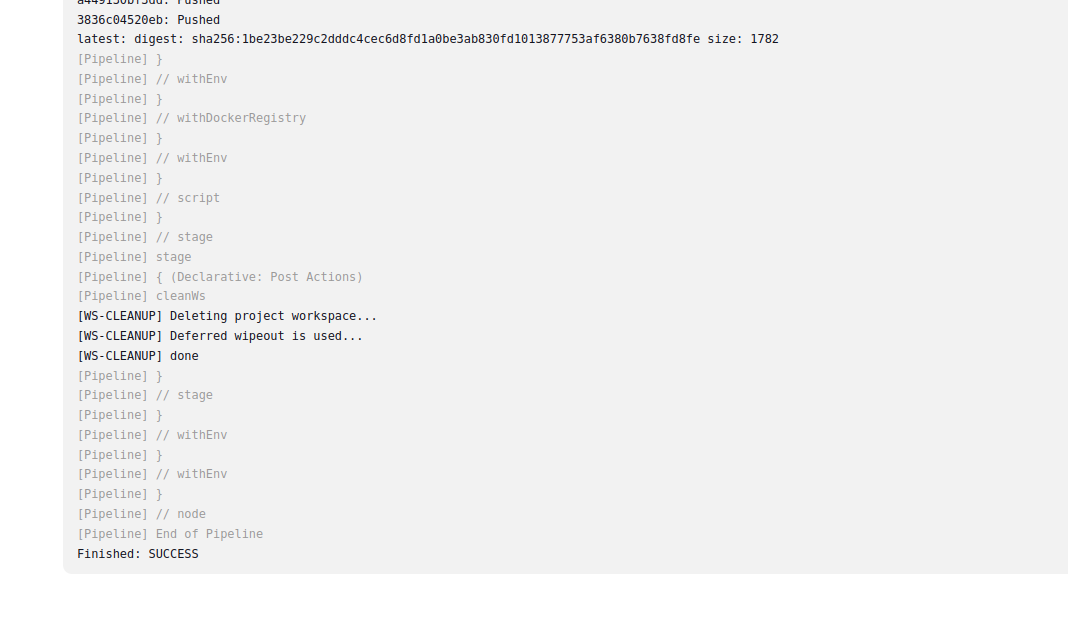 3836c04520eb: Pushed
latest: digest: sha256:1be23be229c2dddc4cec6d8fd1a0be3ab830fd1013877753af6380b7638fd8fe size: 1782
[Pipeline] }
[Pipeline] // withEnv
[Pipeline] }
[Pipeline] // withDockerRegistry
[Pipeline] }
[Pipeline] // withEnv
[Pipeline] }
[Pipeline] // script
[Pipeline] }
[Pipeline] // stage
[Pipeline] stage
[Pipeline] { (Declarative: Post Actions)
[Pipeline] cleanWs
[WS-CLEANUP] Deleting project workspace...
[WS-CLEANUP] Deferred wipeout is used...
[WS-CLEANUP] done
[Pipeline] }
[Pipeline] // stage
[Pipeline] }
[Pipeline] // withEnv
[Pipeline] }
[Pipeline] // withEnv
[Pipeline] }
[Pipeline] // node
[Pipeline] End of Pipeline
Finished: SUCCESS